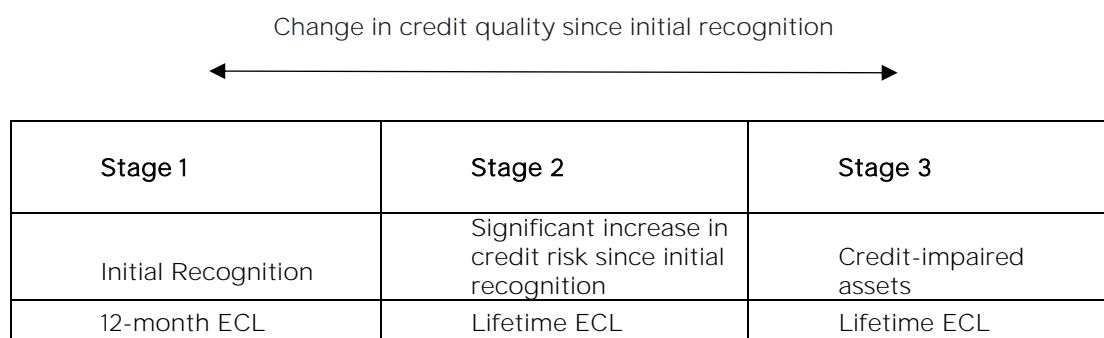 Change in credit quality since initial recognition
Stage 1
Stage 2
Stage 3
Initial Recognition
Significant increase in
credit risk since initial
recognition
Credit-impaired
assets
12-month ECL
Lifetime ECL
Lifetime ECL